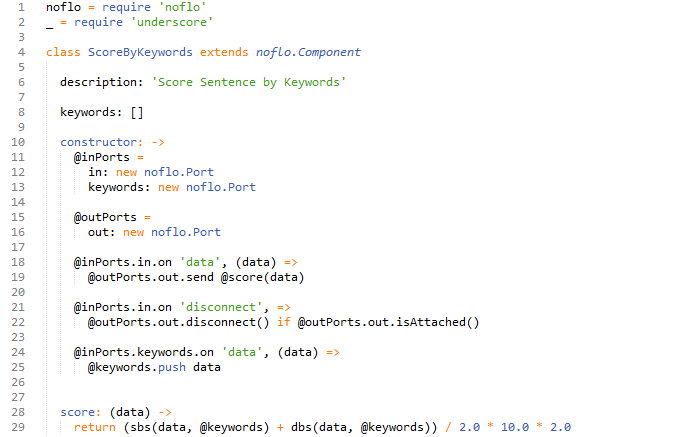 1 noflo = require 'noflo'
2 _ = require 'underscore'
3
4 class ScoreByKeywords extends noflo.Component
5
6   description: 'Score Sentence by Keywords'
7
8   keywords: []
9
10   constructor: ->
11     @inPorts =
12       in: new noflo.Port
13       keywords: new noflo.Port
14
15     @outPorts =
16       out: new noflo.Port
17
18     @inPorts.in.on 'data', (data) =>
19       @outPorts.out.send @score(data)
20
21     @inPorts.in.on 'disconnect', =>
22       @outPorts.out.disconnect() if @outPorts.out.isAttached()
23
24     @inPorts.keywords.on 'data', (data) =>
25       @keywords.push data
26
27
28   score: (data) ->
29     return (sbs(data, @keywords) + dbs(data, @keywords)) / 2.0 * 10.0 * 2.0